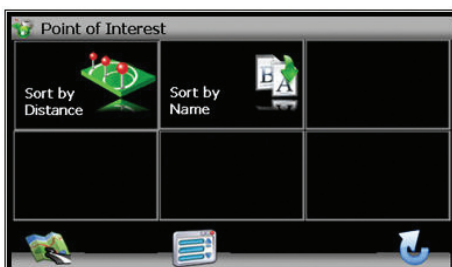 Point of Interest
Sort by
Distance
Sort by
Name
B
A